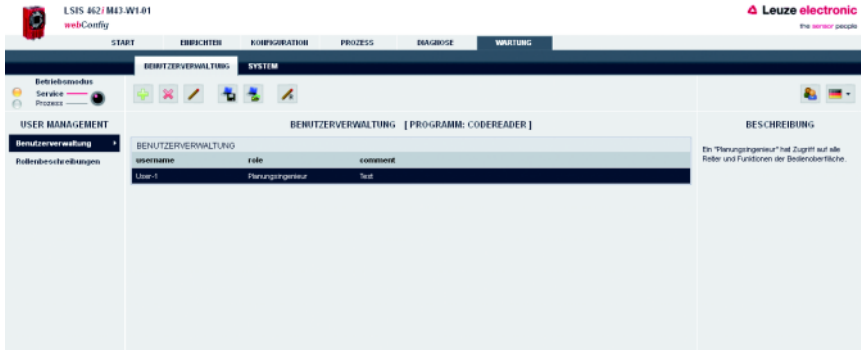 LSIS 462i M43-W1-01
webConfig
Leuze electronic
the sensor people
START EINRICHTEN KONFIGURATION PROZESS DIAGNOSE WARTUNG
BENUTZERVERWALTUNG SYSTEM
Betriebsmodus
Service
Prozess
USER MANAGEMENT
Benutzerverwaltung
Rollenbeschreibungen
BENUTZERVERWALTUNG [ PROGRAMM: CODEREADER ]
BENUTZERVERWALTUNG
username role comment
User-1 Planungsingenieur Text
BESCHREIBUNG
Ein "Planungsingenieur" hat Zugriff auf alle
Reiter und Funktionen der Bedienoberfläche.